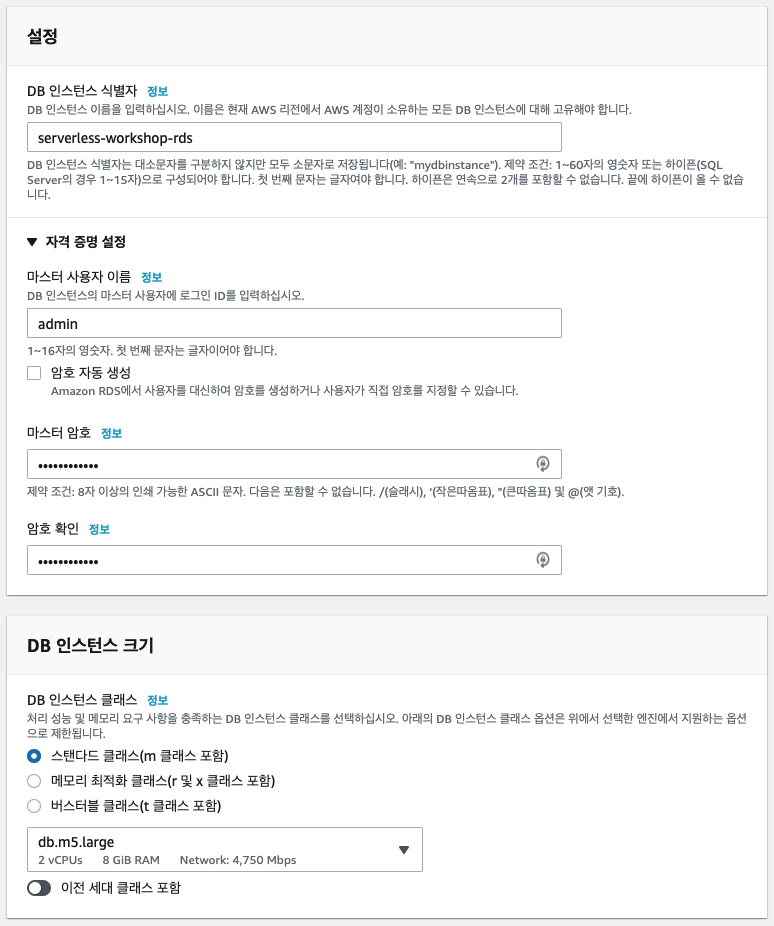 설정
DB 인스턴스 식별자 정보
DB 인스턴스 이름을 입력하십시오. 이름은 현재 AWS 리전에서 AWS 계정이 소유하는 모든 DB 인스턴스에 대해 고유해야 합니다.
serverless-workshop-rds
DB 인스턴스 식별자는 대소문자를 구분하지 않지만 모두 소문자로 저장됩니다(예: "mydbinstance"). 제약 조건: 1~60자의 영숫자 또는 하이픈(SQL
Server의 경우 1~15자)으로 구성되어야 합니다. 첫 번째 문자는 글자여야 합니다. 하이픈은 연속으로 2개를 포함할 수 없습니다. 끝에 하이픈이 올 수 없습
니다.
▼ 자격 증명 설정
마스터 사용자 이름 정보
DB 인스턴스의 마스터 사용자에 로그인 ID를 입력하십시오.
admin
1~16자의 영숫자. 첫 번째 문자는 글자이어야 합니다.
암호 자동 생성
Amazon RDS에서 사용자를 대신하여 암호를 생성하거나 사용자가 직접 암호를 지정할 수 있습니다.
마스터 암호 정보
••••••••••••
제약 조건: 8자 이상의 인쇄 가능한 ASCII 문자. 다음은 포함할 수 없습니다. /(슬래시), '(작은따옴표), "(큰따옴표) 및 @(앳 기호).
암호 확인 정보
••••••••••••
DB 인스턴스 크기
DB 인스턴스 클래스 정보
처리 성능 및 메모리 요구 사항을 충족하는 DB 인스턴스 클래스를 선택하십시오. 아래의 DB 인스턴스 클래스 옵션은 위에서 선택한 엔진에서 지원하는 옵션
으로 제한됩니다.
스탠다드 클래스(m 클래스 포함)
메모리 최적화 클래스(r 및 x 클래스 포함)
버스터블 클래스(t 클래스 포함)
db.m5.large
2 vCPUs 8 GiB RAM Network: 4,750 Mbps
이전 세대 클래스 포함